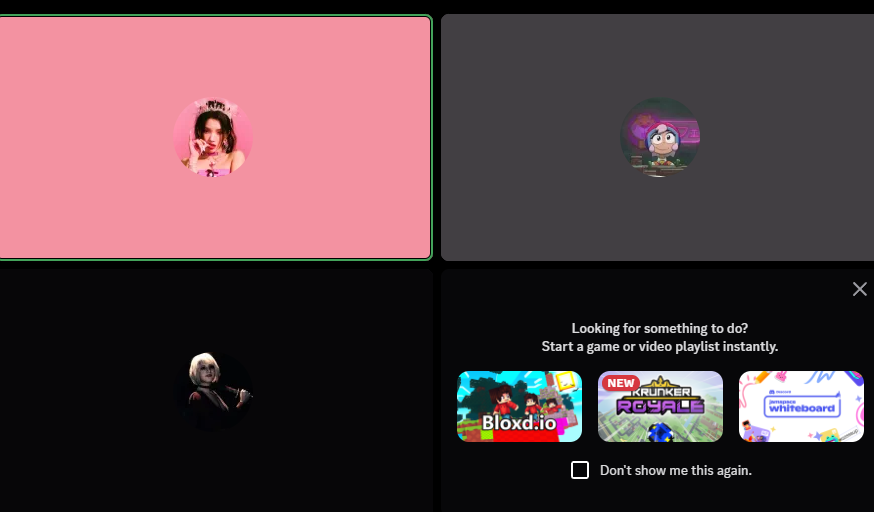 Looking for something to do?
Start a game or video playlist instantly.
Bloxd.io
NEW
KRUNKER
ROYALE
jamspace
whiteboard
Don't show me this again.